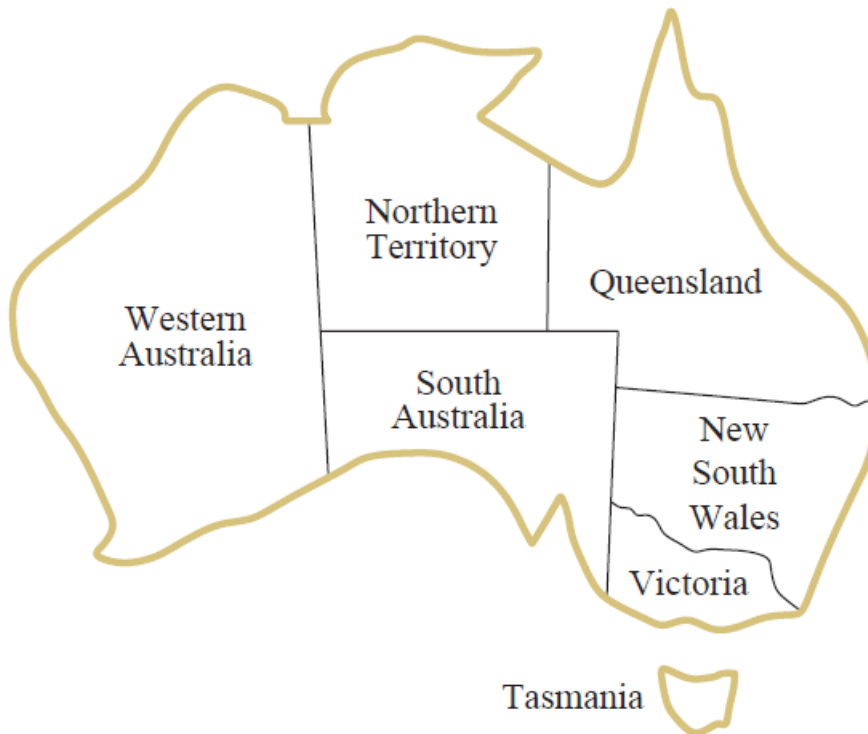 Northern
Territory
Queensland
Western
Australia
South
Australia
New
South
Wales
Victoria
Tasmania